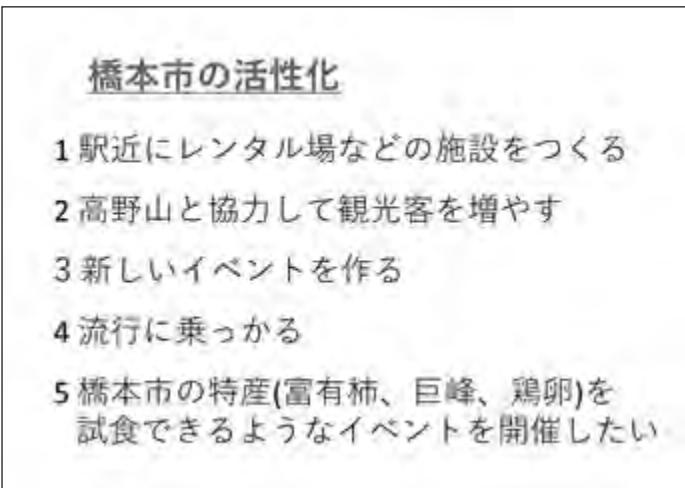 橋本市の活性化
1 駅近にレンタル場などの施設をつくる
2 高野山と協力して観光客を増やす
3 新しいイベントを作る
4 流行に乗っかる
5 橋本市の特産(富有柿、巨峰、鶏卵)を
試食できるようなイベントを開催したい